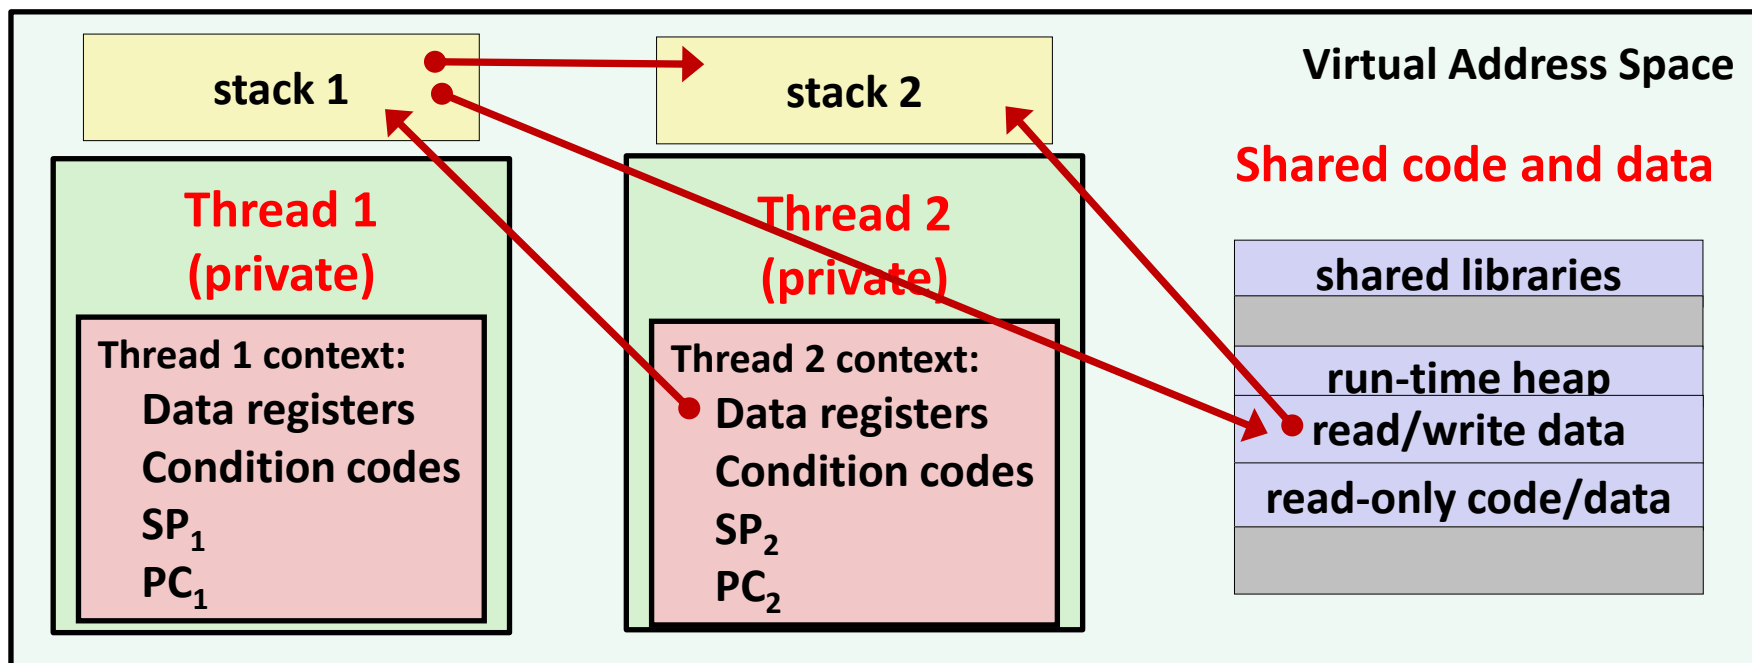 stack 1
stack 2
Virtual Address Space
Shared code and data
Thread 1
(private)
Thread 1 context:
Data registers
Condition codes
SP1
PC1
Thread 2
(private)
Thread 2 context:
Data registers
Condition codes
SP2
PC2
shared libraries
run-time heap
read/write data
read-only code/data